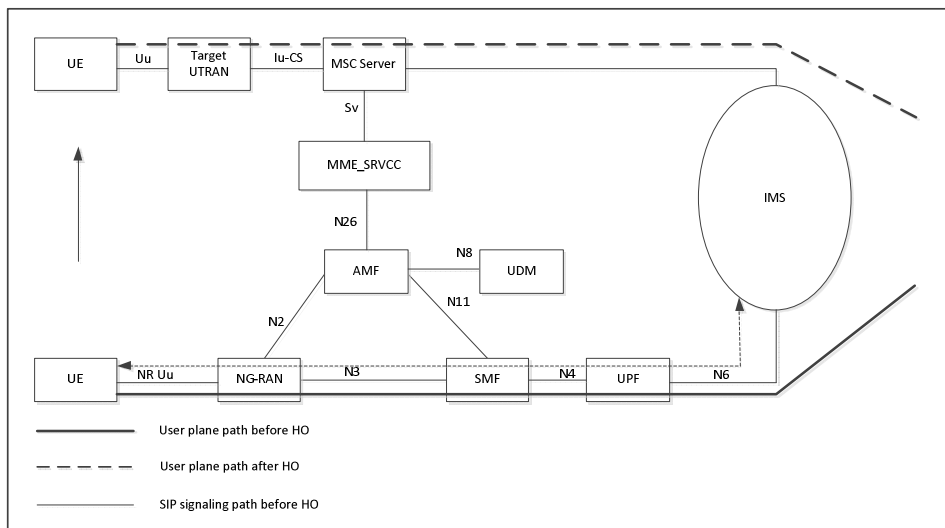 UE
Uu
Target
UTRAN
Iu-CS
MSC Server
Sv
MME_SRVCC
IMS
N26
AMF
N8
UDM
N11
N2
UE
NR Uu
NG-RAN
N3
SMF
N4
UPF
N6
User plane path before HO
User plane path after HO
SIP signaling path before HO